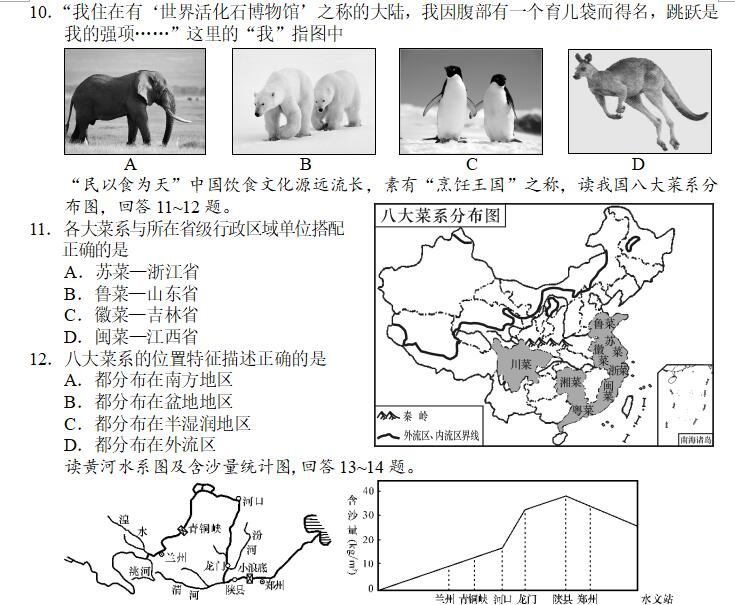 10. “我住在有‘世界活化石博物馆’之称的大陆，我因腹部有一个育儿袋而得名，跳跃是
我的强项……”这里的“我”指图中
A B C D
“民以食为天”中国饮食文化源远流长，素有“烹饪王国”之称，读我国八大菜系分
布图，回答11~12题。
11. 各大菜系与所在省级行政区域单位搭配
正确的是
A．苏菜—浙江省
B．鲁菜—山东省
C．徽菜—吉林省
D．闽菜—江西省
12. 八大菜系的位置特征描述正确的是
A．都分布在南方地区
B．都分布在盆地地区
C．都分布在半湿润地区
D．都分布在外流区
八大菜系分布图
鲁菜
苏菜
徽菜
浙菜
川菜
湘菜
闽菜
粤菜
秦岭
外流区、内流区界线
南海诸岛
读黄河水系图及含沙量统计图，回答13~14题。
河口
湟水
青铜峡
汾河
兰州
洮河
龙门
小浪底
渭河
陕县
郑州
含沙量(kg/m³)
40
30
20
10
0
兰州 青铜峡 河口 龙门 陕县 郑州 水文站